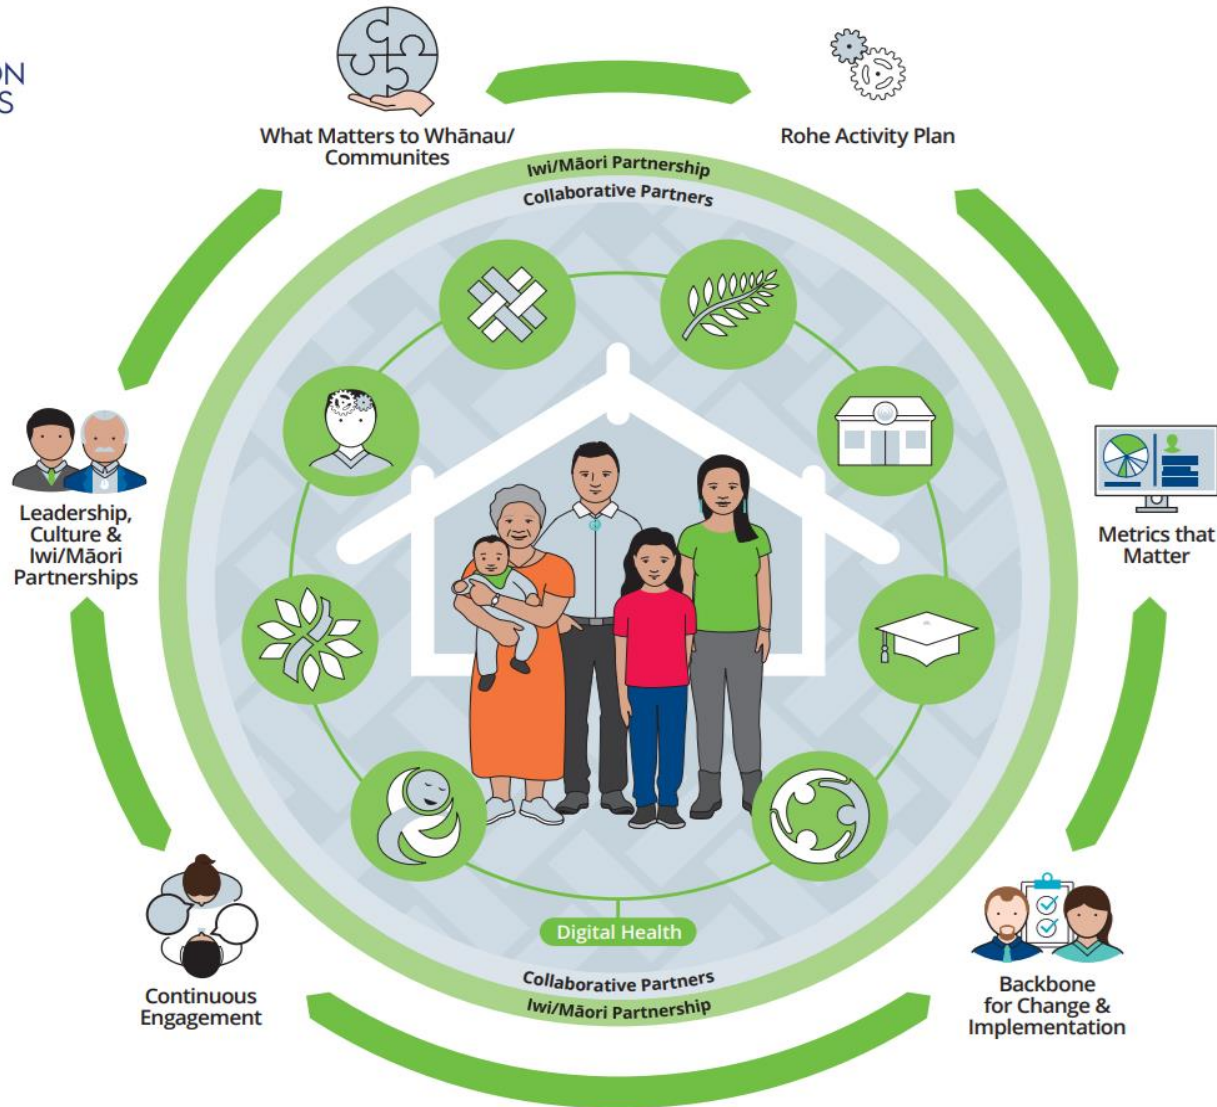 What Matters to Whānau/
Communites
Rohe Activity Plan
Iwi/Māori Partnership
Collaborative Partners
Leadership,
Culture &
Iwi/Māori
Partnerships
Metrics that
Matter
Digital Health
Collaborative Partners
Iwi/Māori Partnership
Continuous
Engagement
Backbone
for Change &
Implementation